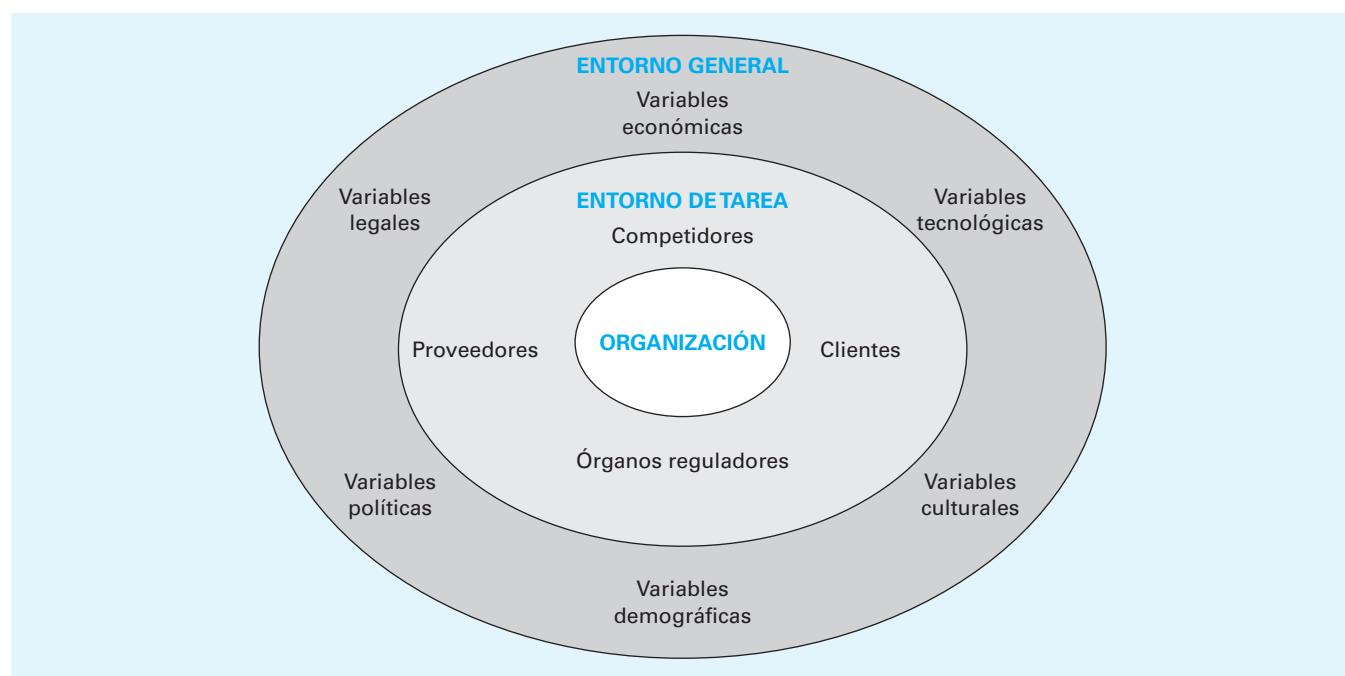 ENTORNO GENERAL
Variables
económicas
Variables
legales
Variables
tecnológicas
ENTORNO DE TAREA
Competidores
ORGANIZACIÓN
Proveedores
Clientes
Órganos reguladores
Variables
políticas
Variables
culturales
Variables
demográficas